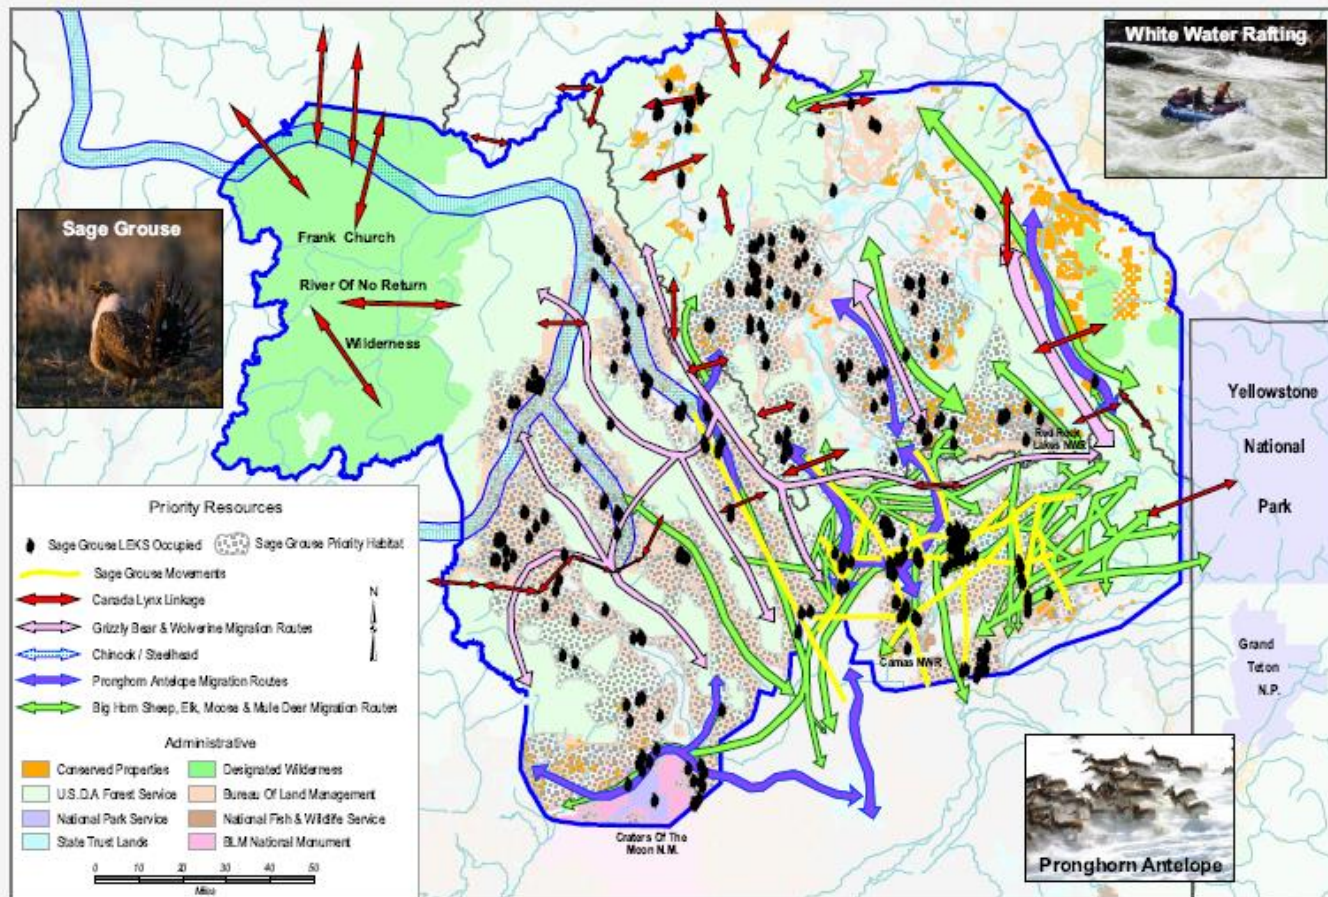 White Water Rafting
Sage Grouse
Frank Church
River Of No Return
Wilderness
Yellowstone
National
Park
Red Rock
Lakes NWR
Grand
Teton
N.P.
Camas NWR
Craters Of The
Moon N.M.
Pronghorn Antelope
Priority Resources
Sage Grouse LEKS Occupied
Sage Grouse Priority Habitat
Sage Grouse Movements
Canada Lynx Linkage
Grizzly Bear & Wolverine Migration Routes
Chinook / Steelhead
Pronghorn Antelope Migration Routes
Big Horn Sheep, Elk, Moose & Mule Deer Migration Routes
N
Administrative
Conserved Properties
Designated Wilderness
U.S.D.A Forest Service
Bureau Of Land Management
National Park Service
National Fish & Wildlife Service
State Trust Lands
BLM National Monument
0 10 20 30 40 50
Miles